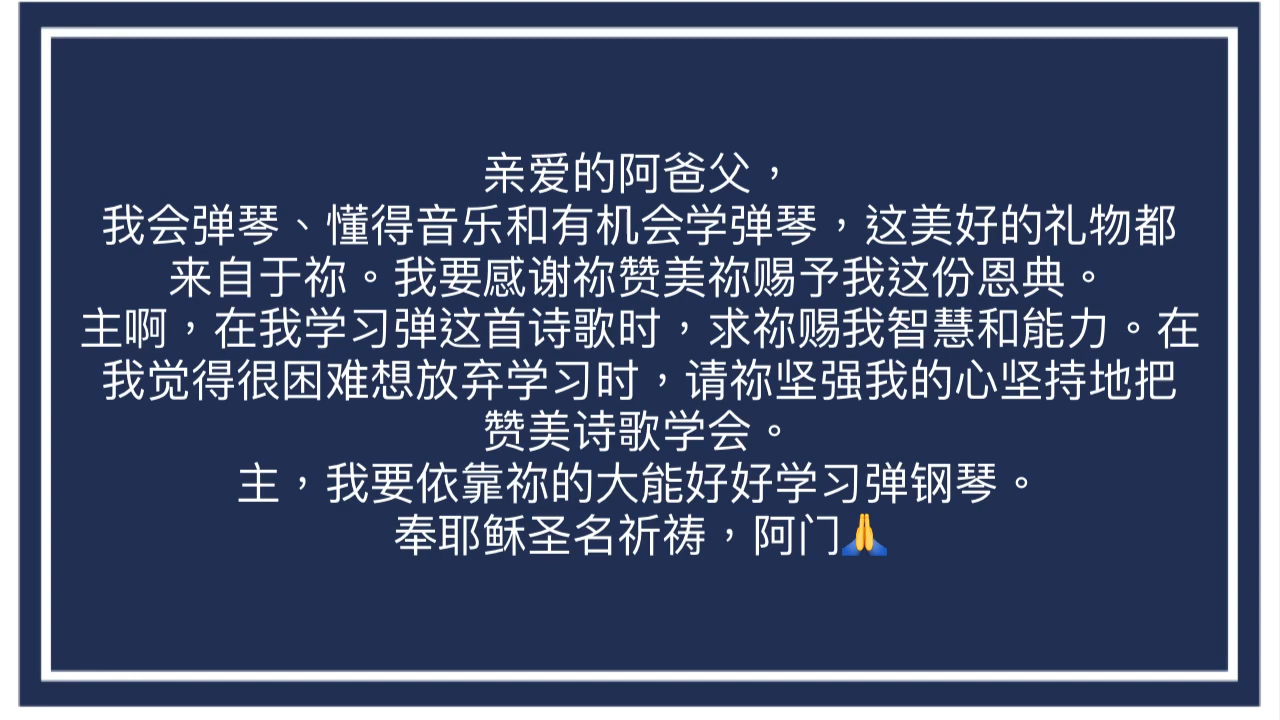 亲爱的阿爸父，
我会弹琴、懂得音乐和有机会学弹琴，这美好的礼物都
来自于祢。我要感谢祢赞美祢赐予我这份恩典。
主啊，在我学习弹这首诗歌时，求祢赐我智慧和能力。在
我觉得很困难想放弃学习时，请祢坚强我的心坚持地把
赞美诗歌学会。
主，我要依靠祢的大能好好学习弹钢琴。
奉耶稣圣名祈祷，阿门🙏